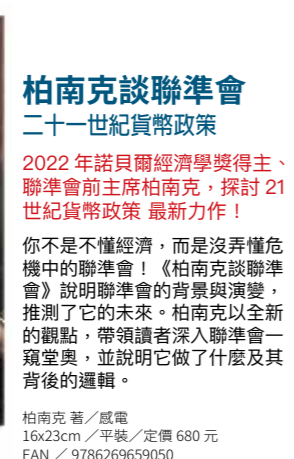 柏南克談聯準會
二十一世紀貨幣政策
2022 年諾貝爾經濟學獎得主、
聯準會前主席柏南克，探討 21
世紀貨幣政策 最新力作！
你不是不懂經濟，而是沒弄懂危
機中的聯準會！《柏南克談聯準
會》說明聯準會的背景與演變，
推測了它的未來。柏南克以全新
的觀點，帶領讀者深入聯準會一
窺堂奧，並說明它做了什麼及其
背後的邏輯。
柏南克 著／感電
16x23cm ／平裝／定價 680 元
EAN ／ 9786269659050